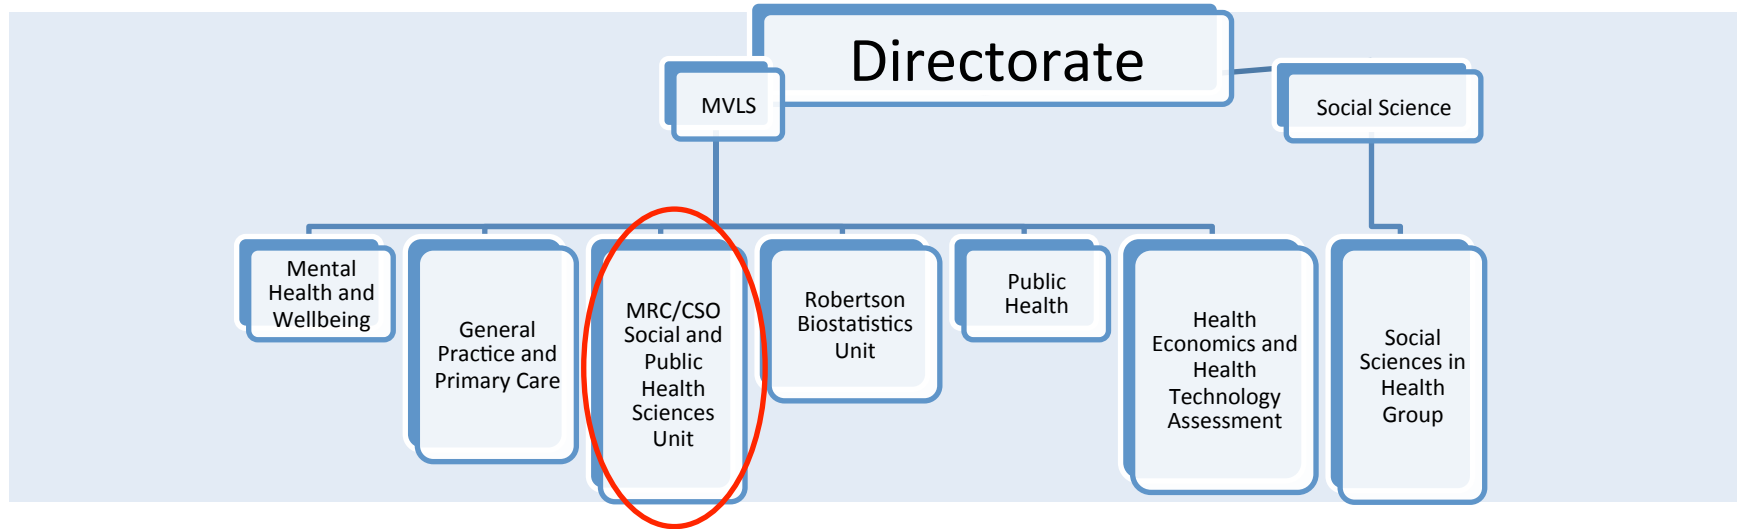 Directorate
MVLS
Social Science
Mental
Health and
Wellbeing
General
Practice and
Primary Care
MRC/CSO
Social and
Public
Health
Sciences
Unit
Robertson
Biostatistics
Unit
Public
Health
Health
Economics and
Health
Technology
Assessment
Social
Sciences in
Health
Group